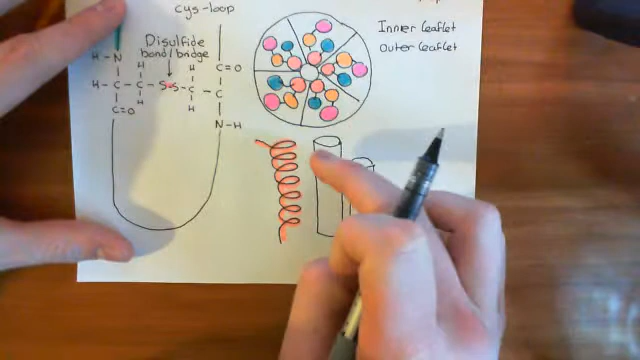 cys-loop
Disulfide
bond/bridge
Inner leaflet
Outer leaflet
H-N
H
H-C-C-S-S-C-C
H
C=O
H
C=O
H
N-H